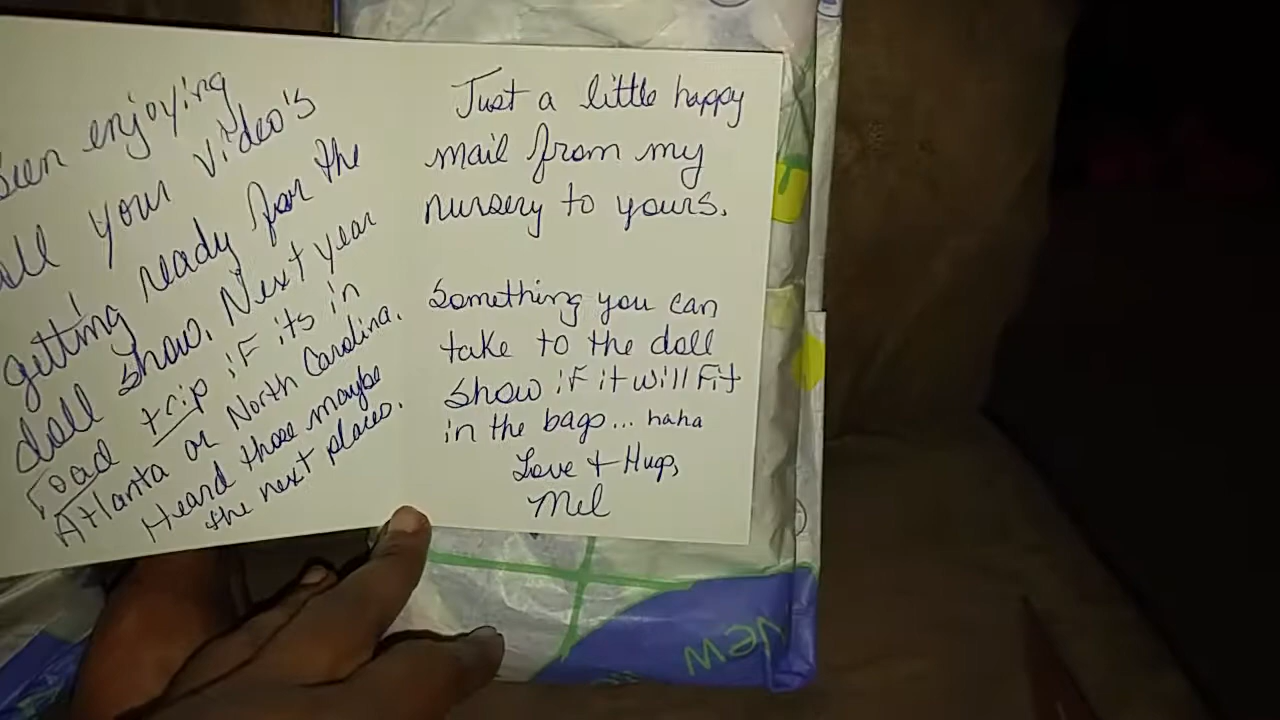 Been enjoying
all your video's
getting ready for the
doll show. Next year
road trip if its in
Atlanta or North Carolina.
Heard those maybe
the next places.
Just a little happy
mail from my
nursery to yours.
Something you can
take to the doll
show if it will fit
in the bags... haha
Love + Hugs,
Mel
NEW